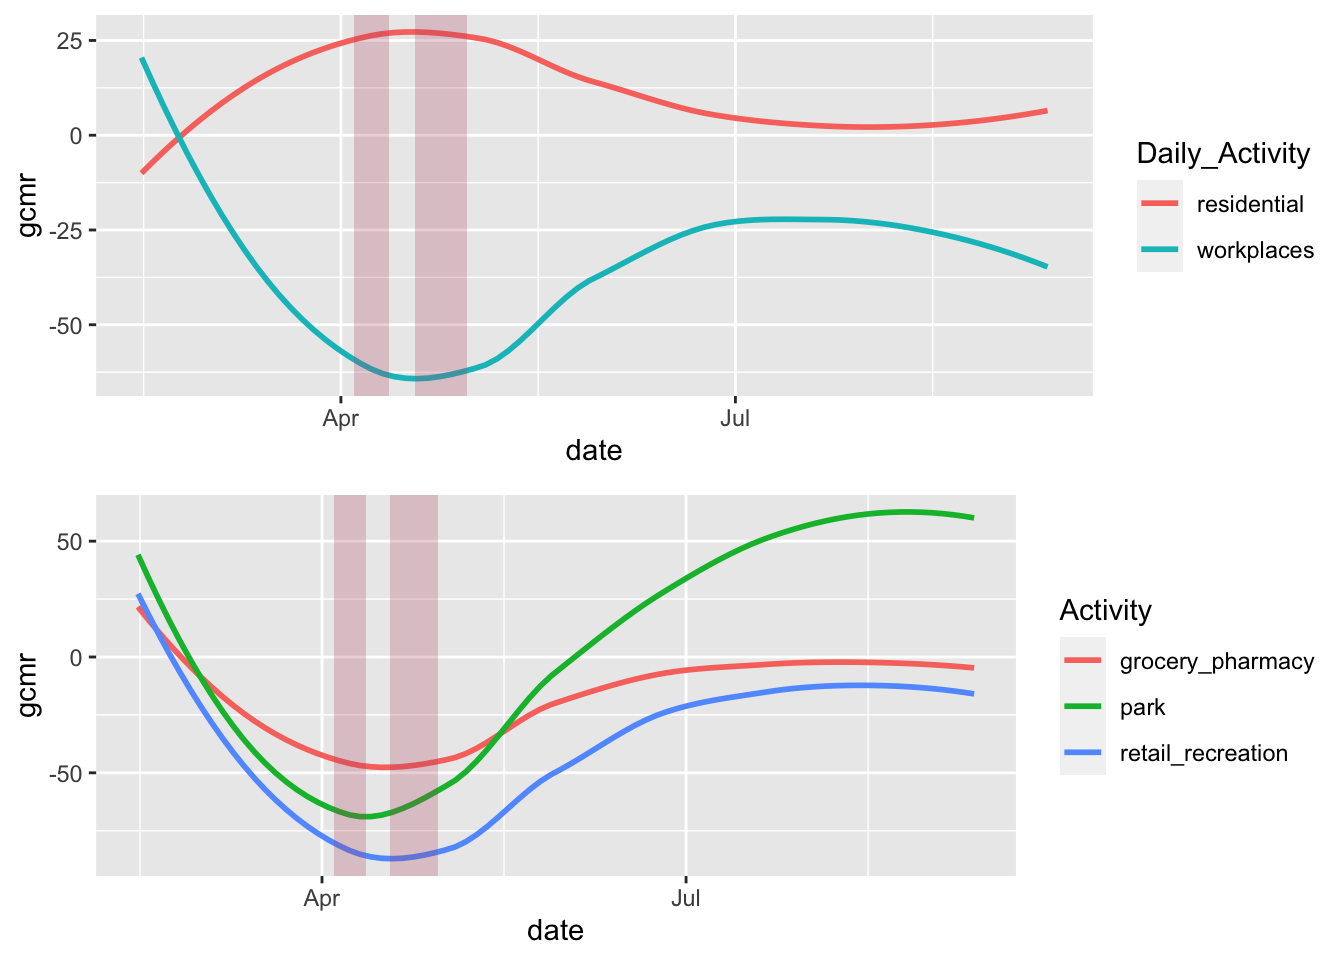 25
0
-25
-50
gcmr
Apr
Jul
date
Daily_Activity
residential
workplaces
50
0
-50
gcmr
Apr
Jul
date
Activity
grocery_pharmacy
park
retail_recreation